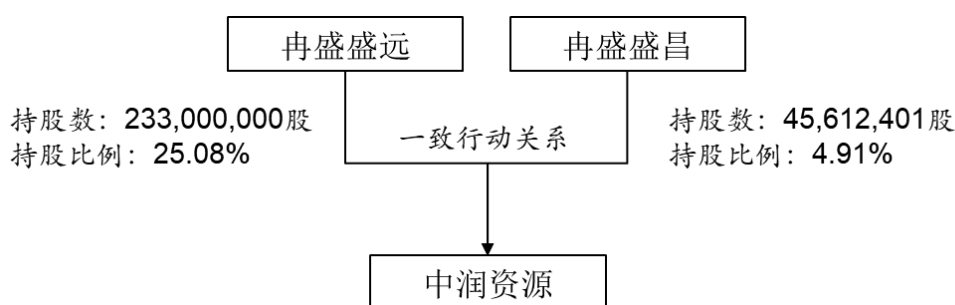 冉盛盛远
冉盛盛昌
持股数：233,000,000股
持股比例：25.08%
一致行动关系
持股数：45,612,401股
持股比例：4.91%
中润资源